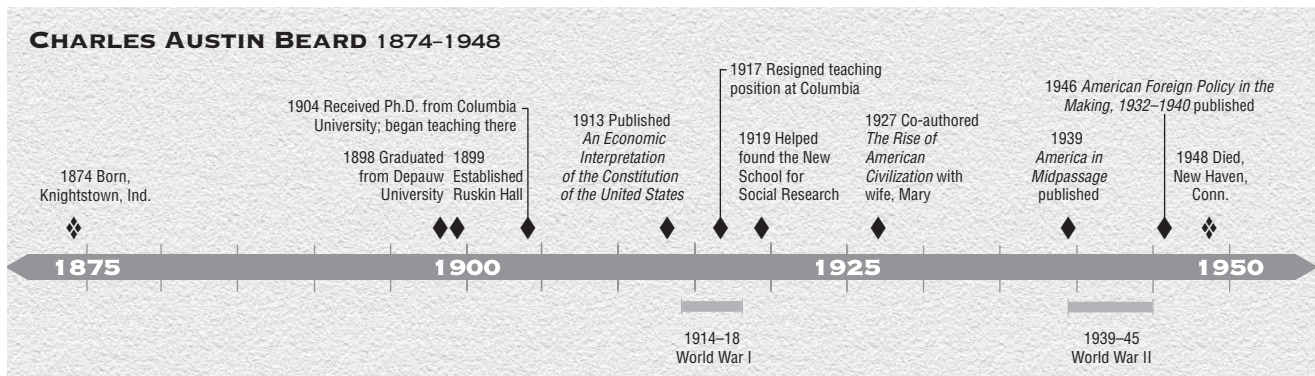 CHARLES AUSTIN BEARD 1874–1948
1874 Born,
Knightstown, Ind.
1898 Graduated
from Depauw
University
1899
Established
Ruskin Hall
1904 Received Ph.D. from Columbia
University; began teaching there
1913 Published
An Economic
Interpretation
of the Constitution
of the United States
1917 Resigned teaching
position at Columbia
1919 Helped
found the New
School for
Social Research
1927 Co-authored
The Rise of
American
Civilization with
wife, Mary
1939
America in
Midpassage
published
1946 American Foreign Policy in the
Making, 1932–1940 published
1948 Died,
New Haven,
Conn.
1875
1900
1925
1950
1914–18
World War I
1939–45
World War II